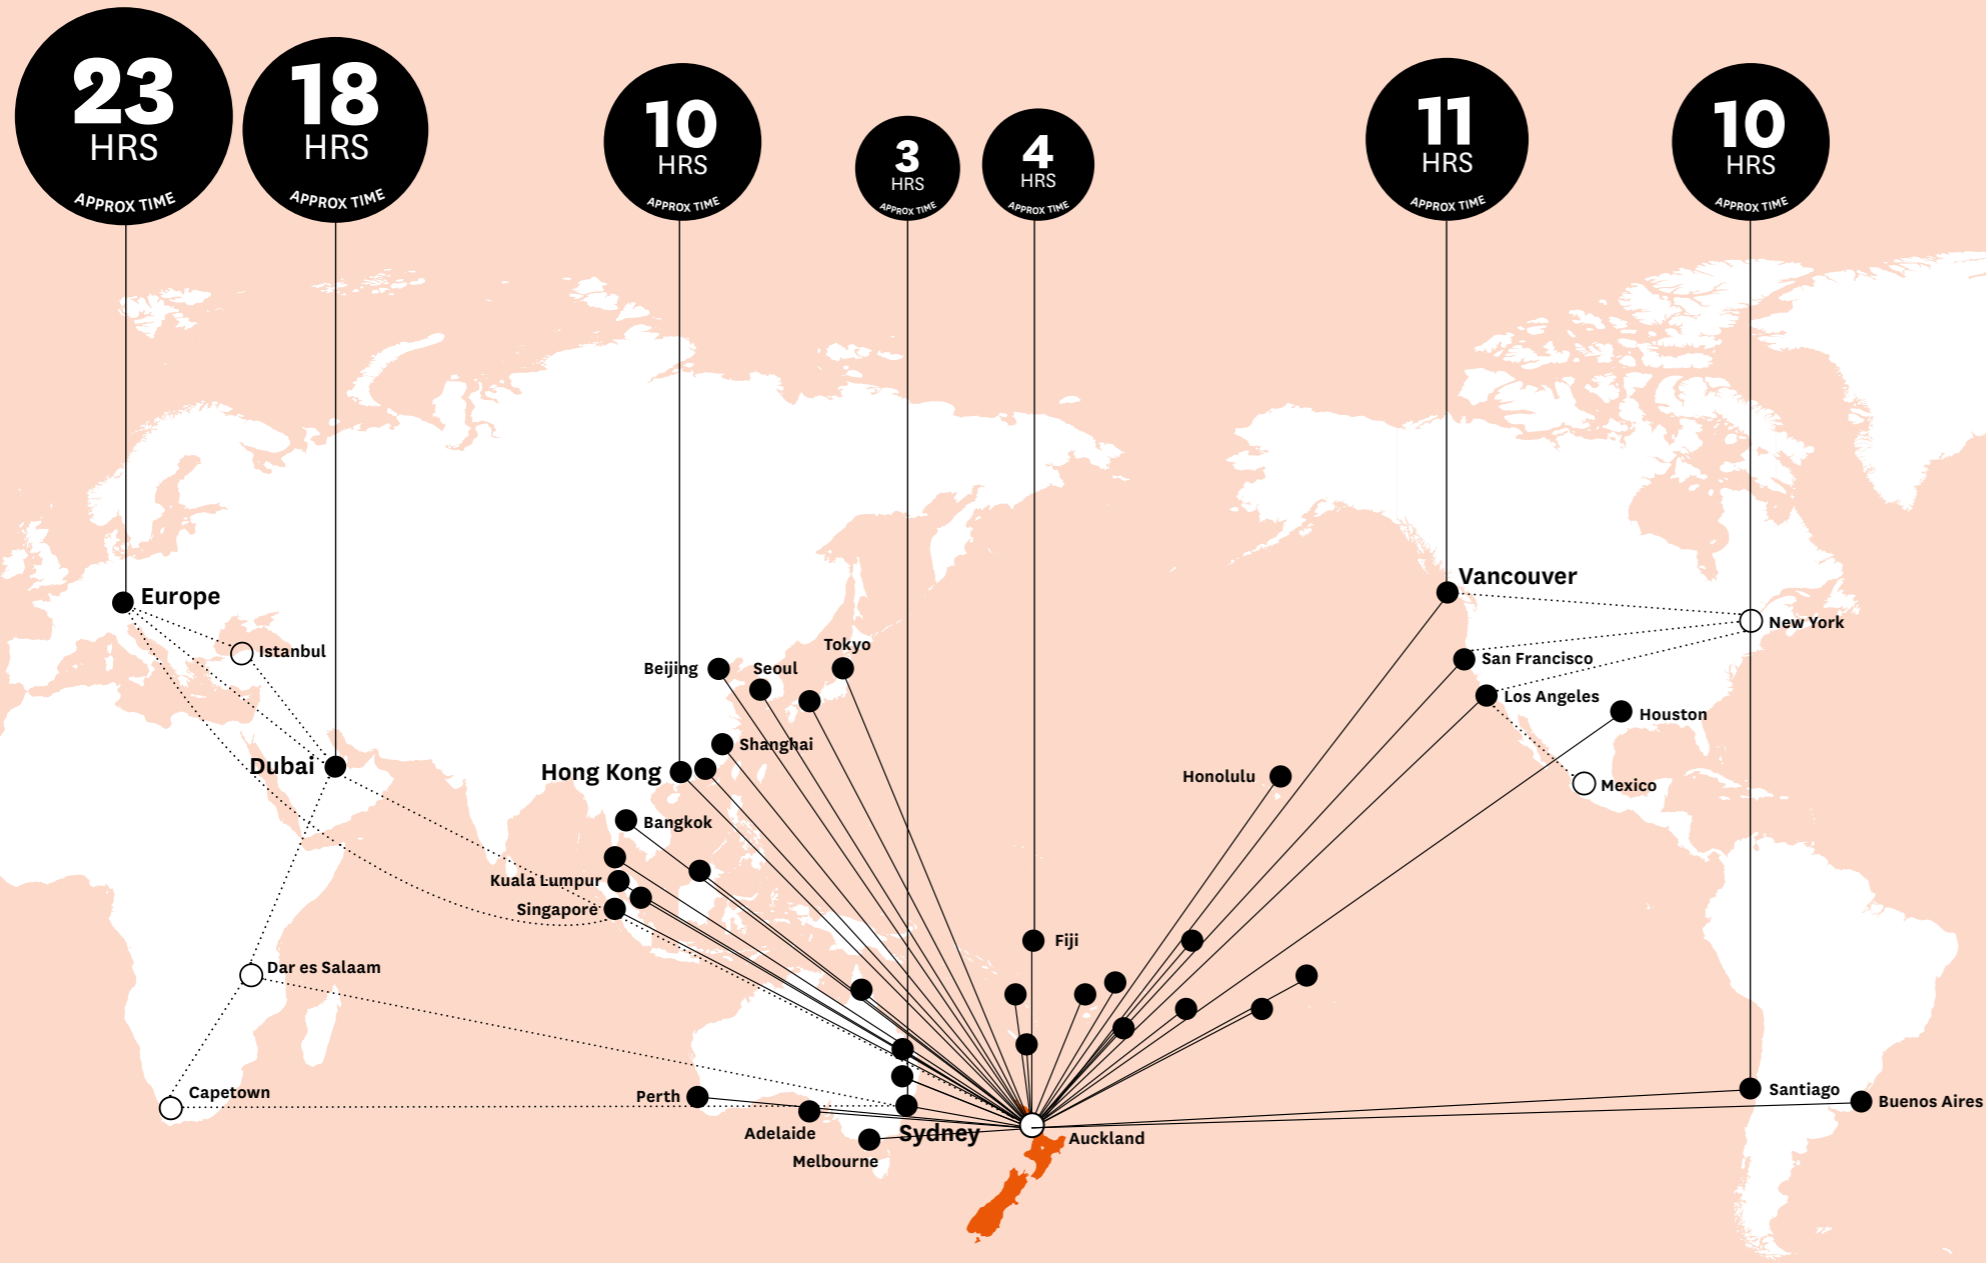 23
HRS
APPROX TIME
18
HRS
APPROX TIME
10
HRS
APPROX TIME
3
HRS
APPROX TIME
4
HRS
APPROX TIME
11
HRS
APPROX TIME
10
HRS
APPROX TIME
Europe
Istanbul
Dubai
Dar es Salaam
Capetown
Beijing
Seoul
Tokyo
Shanghai
Hong Kong
Bangkok
Kuala Lumpur
Singapore
Perth
Adelaide
Melbourne
Sydney
Fiji
Auckland
Honolulu
Vancouver
New York
San Francisco
Los Angeles
Houston
Mexico
Santiago
Buenos Aires